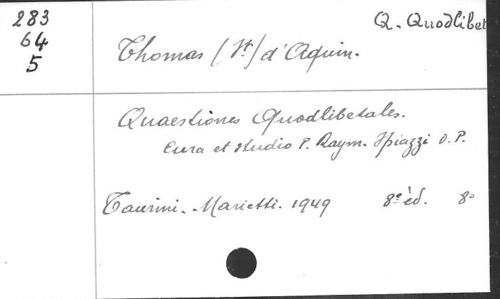 283
64
5
Q. Quodlibet
Thomas (St) d'Aquin.
Quaestiones Quodlibetales.
Cura et studio P. Raym. Spiazzi O.P.
Taurini. Marietti. 1949 8e éd. 8o